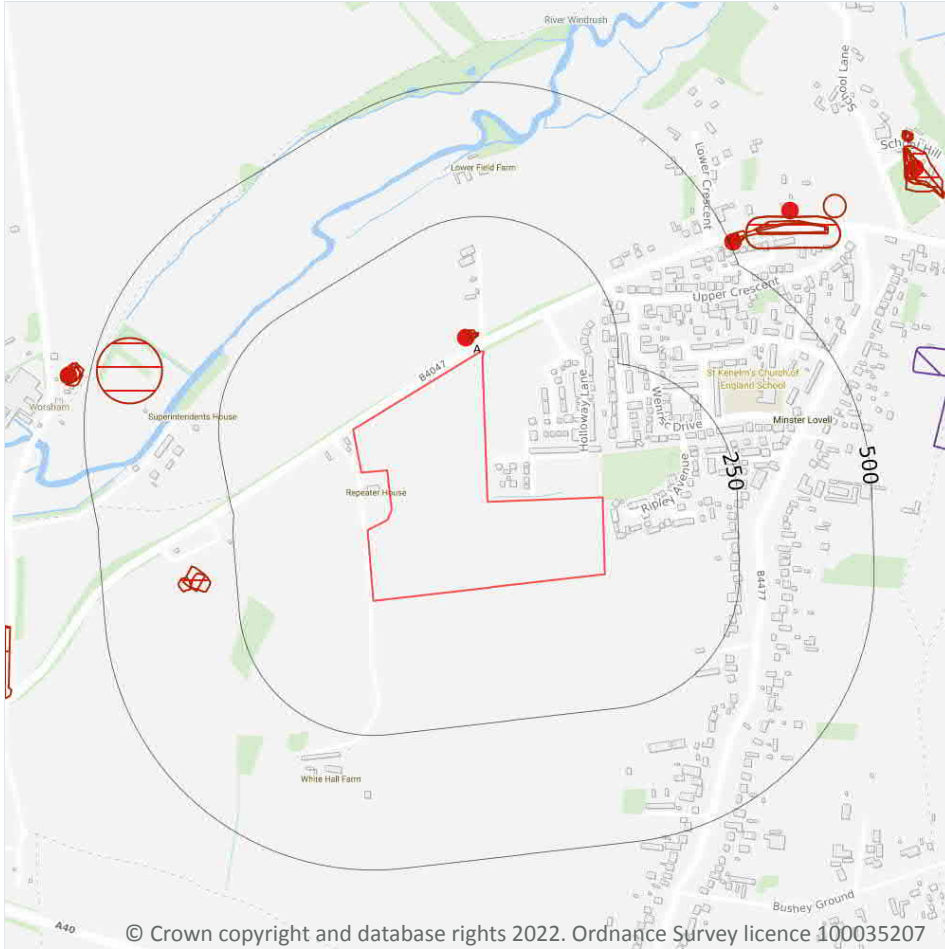 River Windrush
School Lane
School Hill
Lower Crescent
Lower Field Farm
Upper Crescent
A
B4047
St Kenelm's Church of
England School
Worsham
Superintendents House
Holloway Lane
Wenrisc Drive
Minster Lovell
250
500
Repeater House
Ripley Avenue
B4477
White Hall Farm
Bushey Ground
A40
© Crown copyright and database rights 2022. Ordnance Survey licence 100035207